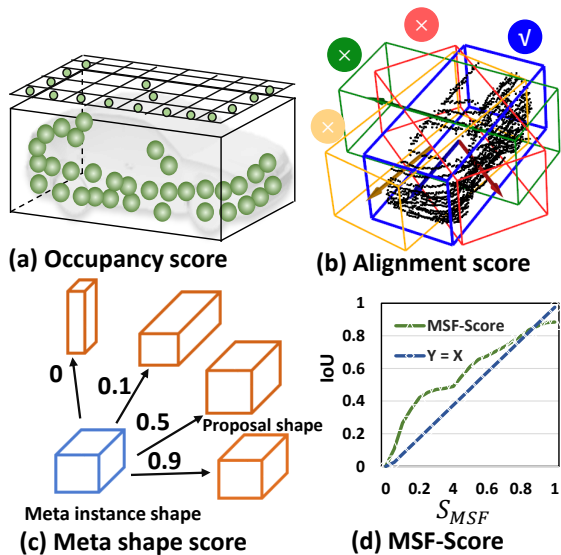 ×
×
√
×
(a) Occupancy score
(b) Alignment score
0
0.1
0.5
0.9
Proposal shape
Meta instance shape
(c) Meta shape score
1
0.8
0.6
0.4
0.2
0
IoU
MSF-Score
Y = X
0 0.2 4 0.6 0.8 1
S_MSF
(d) MSF-Score